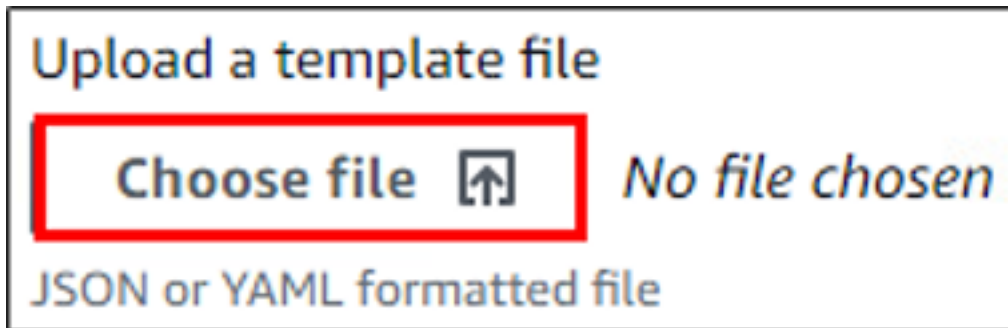 Upload a template file
Choose file No file chosen
JSON or YAML formatted file